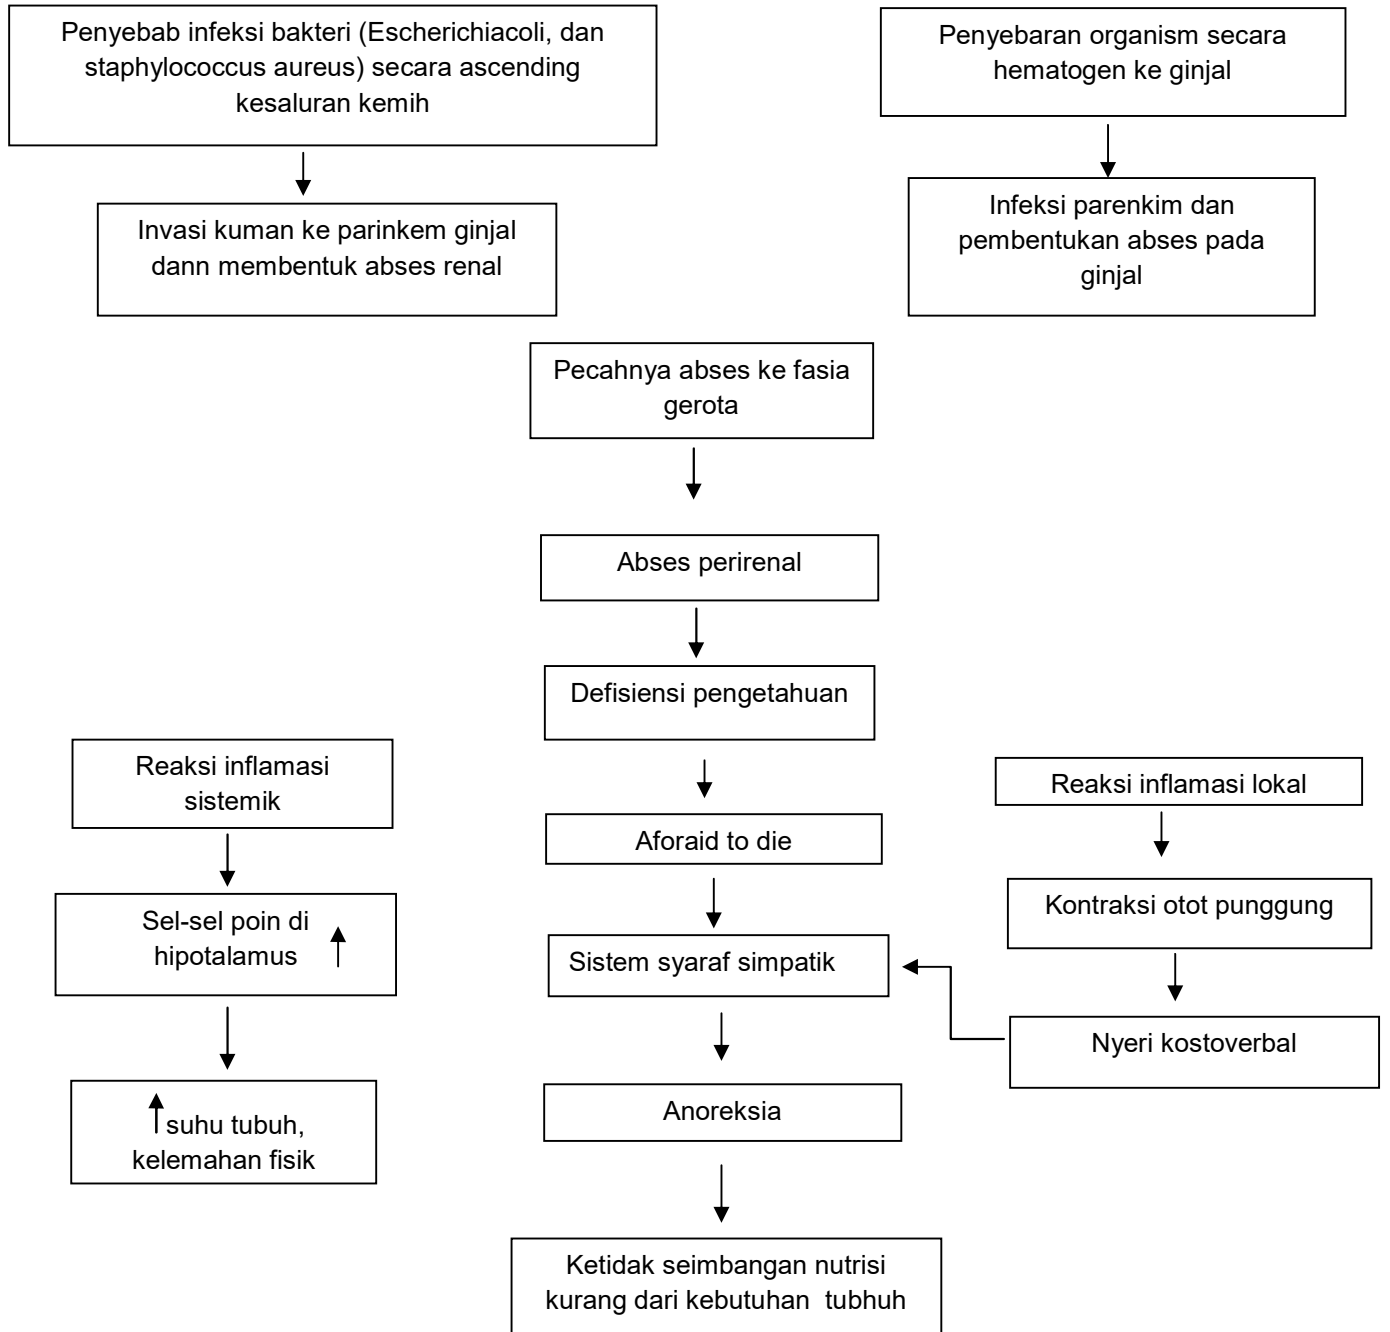 Penyebab infeksi bakteri (Escherichiacoli, dan
staphylococcus aureus) secara ascending
kesaluran kemih
Penyebaran organism secara
hematogen ke ginjal
Invasi kuman ke parinkem ginjal
dann membentuk abses renal
Infeksi parenkim dan
pembentukan abses pada
ginjal
Pecahnya abses ke fasia
gerota
Abses perirenal
Defisiensi pengetahuan
Reaksi inflamasi
sistemik
Reaksi inflamasi lokal
Aforaid to die
Sel-sel poin di
hipotalamus
Kontraksi otot punggung
Sistem syaraf simpatik
Nyeri kostoverbal
suhu tubuh,
kelemahan fisik
Anoreksia
Ketidak seimbangan nutrisi
kurang dari kebutuhan tubhuh